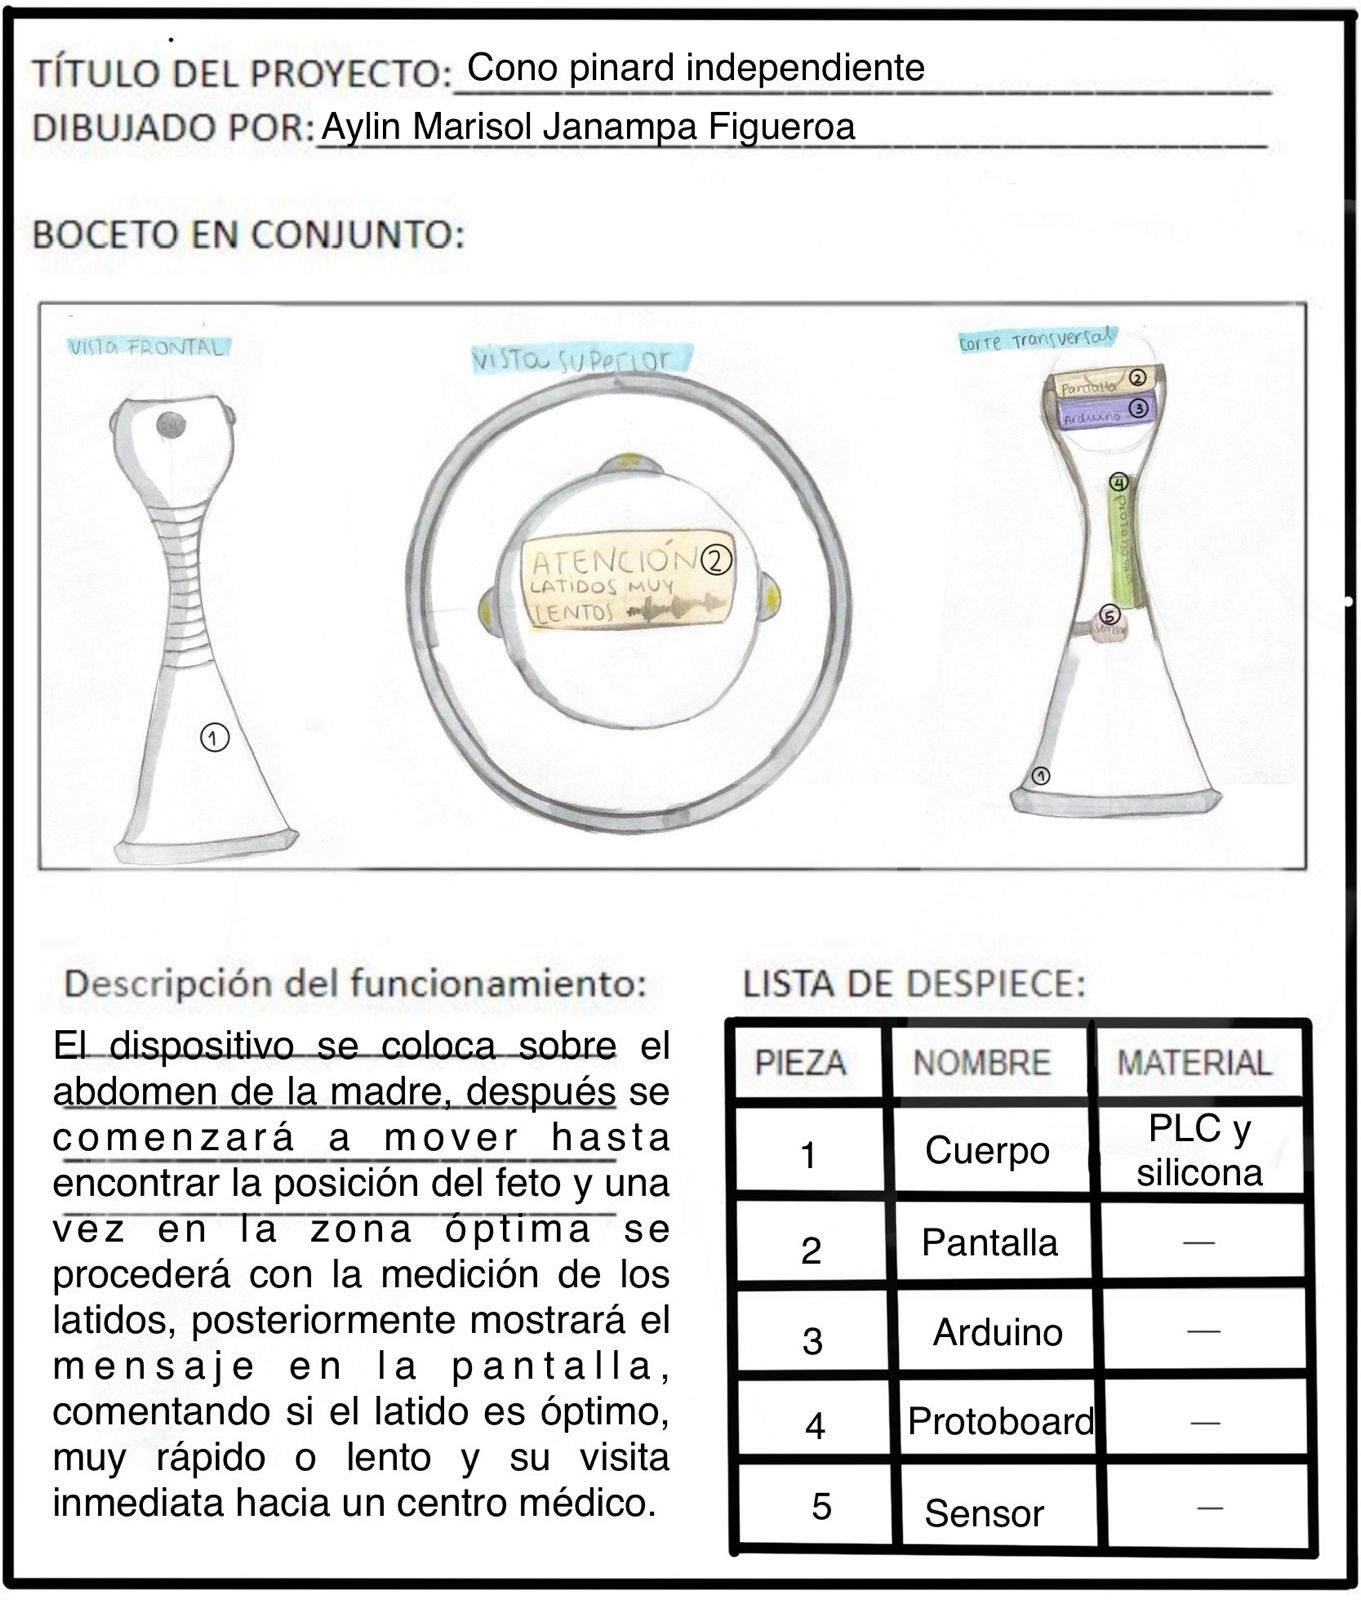 TÍTULO DEL PROYECTO: Cono pinard independiente
DIBUJADO POR: Aylin Marisol Janampa Figueroa
BOCETO EN CONJUNTO:
VISTA FRONTAL
ON
1
VISTA SUPERIOR
ATENCIÓN 2
LATIDOS MUY
LENTOS
Corte Transversal
Pantalla 2
Arduino 3
4
Protoboard
5
sensor
1
Descripción del funcionamiento:
El dispositivo se coloca sobre el
abdomen de la madre, después se
comenzará a mover hasta
encontrar la posición del feto y una
vez en la zona óptima se
procederá con la medición de los
latidos, posteriormente mostrará el
mensaje en la pantalla,
comentando si el latido es óptimo,
muy rápido o lento y su visita
inmediata hacia un centro médico.
LISTA DE DESPIECE:
PIEZA NOMBRE MATERIAL
1 Cuerpo PLC y
silicona
2 Pantalla —
3 Arduino —
4 Protoboard —
5 Sensor —